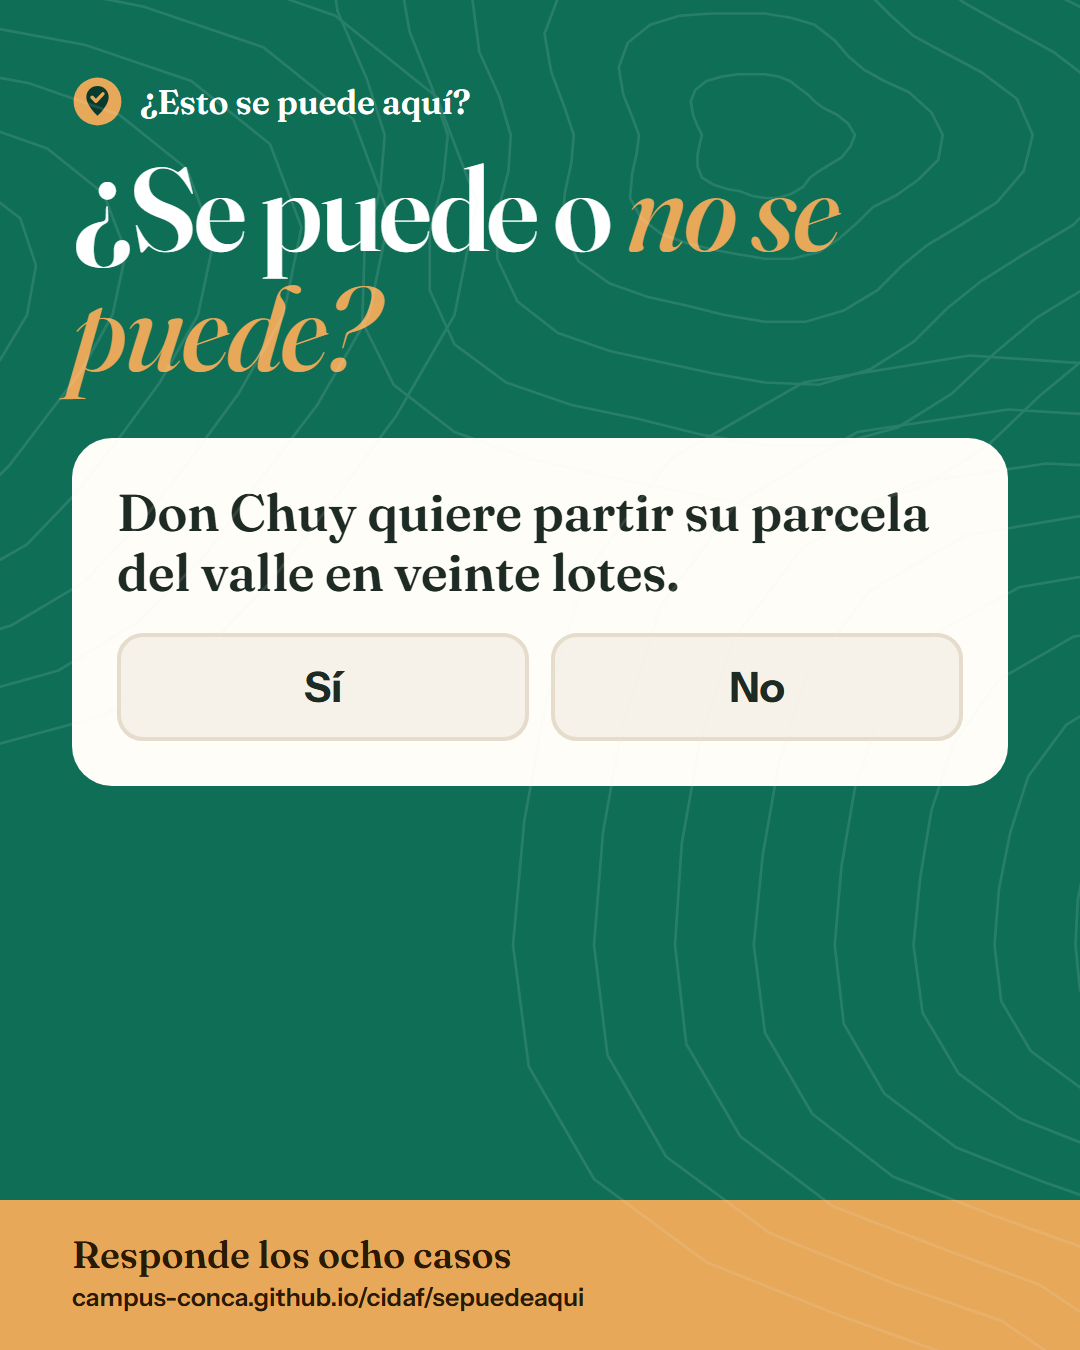 ¿Esto se puede aquí?
¿Se puede o no se
puede?
Don Chuy quiere partir su parcela
del valle en veinte lotes.
Sí
No
Responde los ocho casos
campus-conca.github.io/cidaf/sepuedeaqui